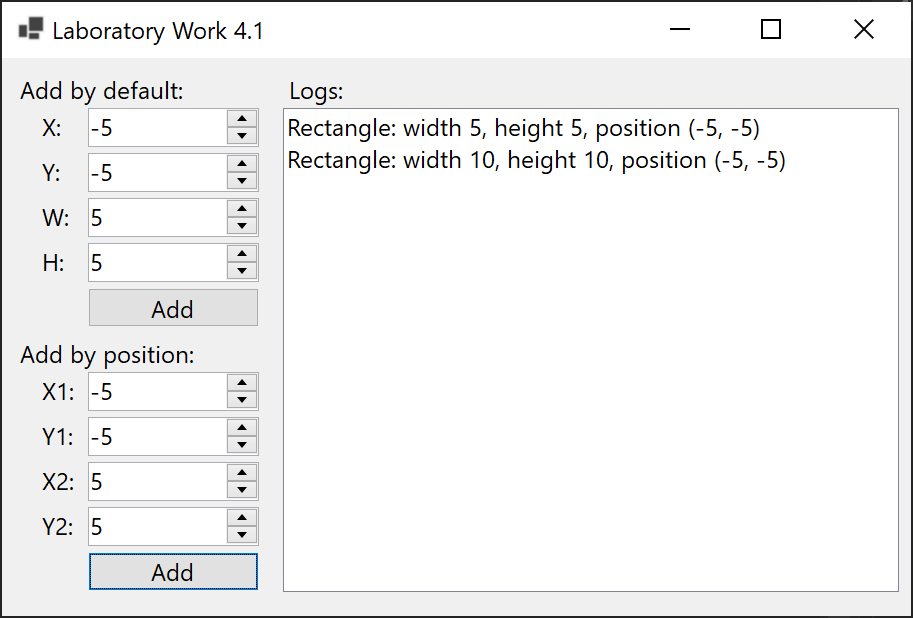 Laboratory Work 4.1
Add by default:
X: -5
Y: -5
W: 5
H: 5
Add
Add by position:
X1: -5
Y1: -5
X2: 5
Y2: 5
Add
Logs:
Rectangle: width 5, height 5, position (-5, -5)
Rectangle: width 10, height 10, position (-5, -5)